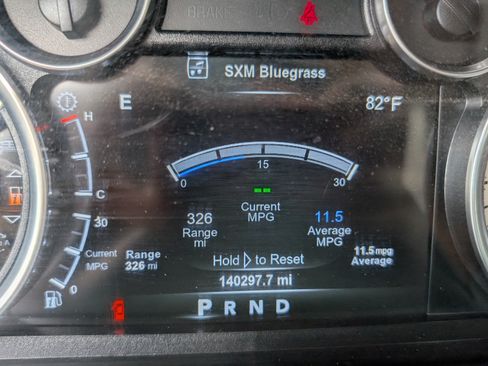 BRAKE
SXM Bluegrass
E
82°F
H
C
0
15
30
--
Current
MPG
326
Range
mi
11.5
Average
MPG
Hold ▷ to Reset
140297.7 mi
30
Current
MPG
0
Range
326 mi
11.5 mpg
Average
P R N D